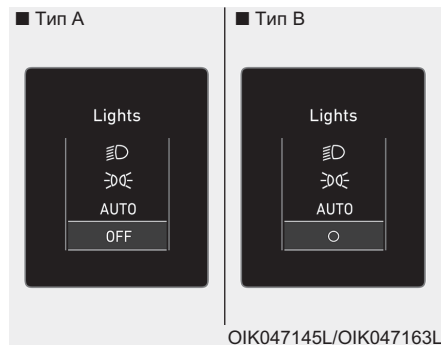 ■ Тип A
Lights
AUTO
OFF
■ Тип B
Lights
AUTO
OIK047145L/OIK047163L